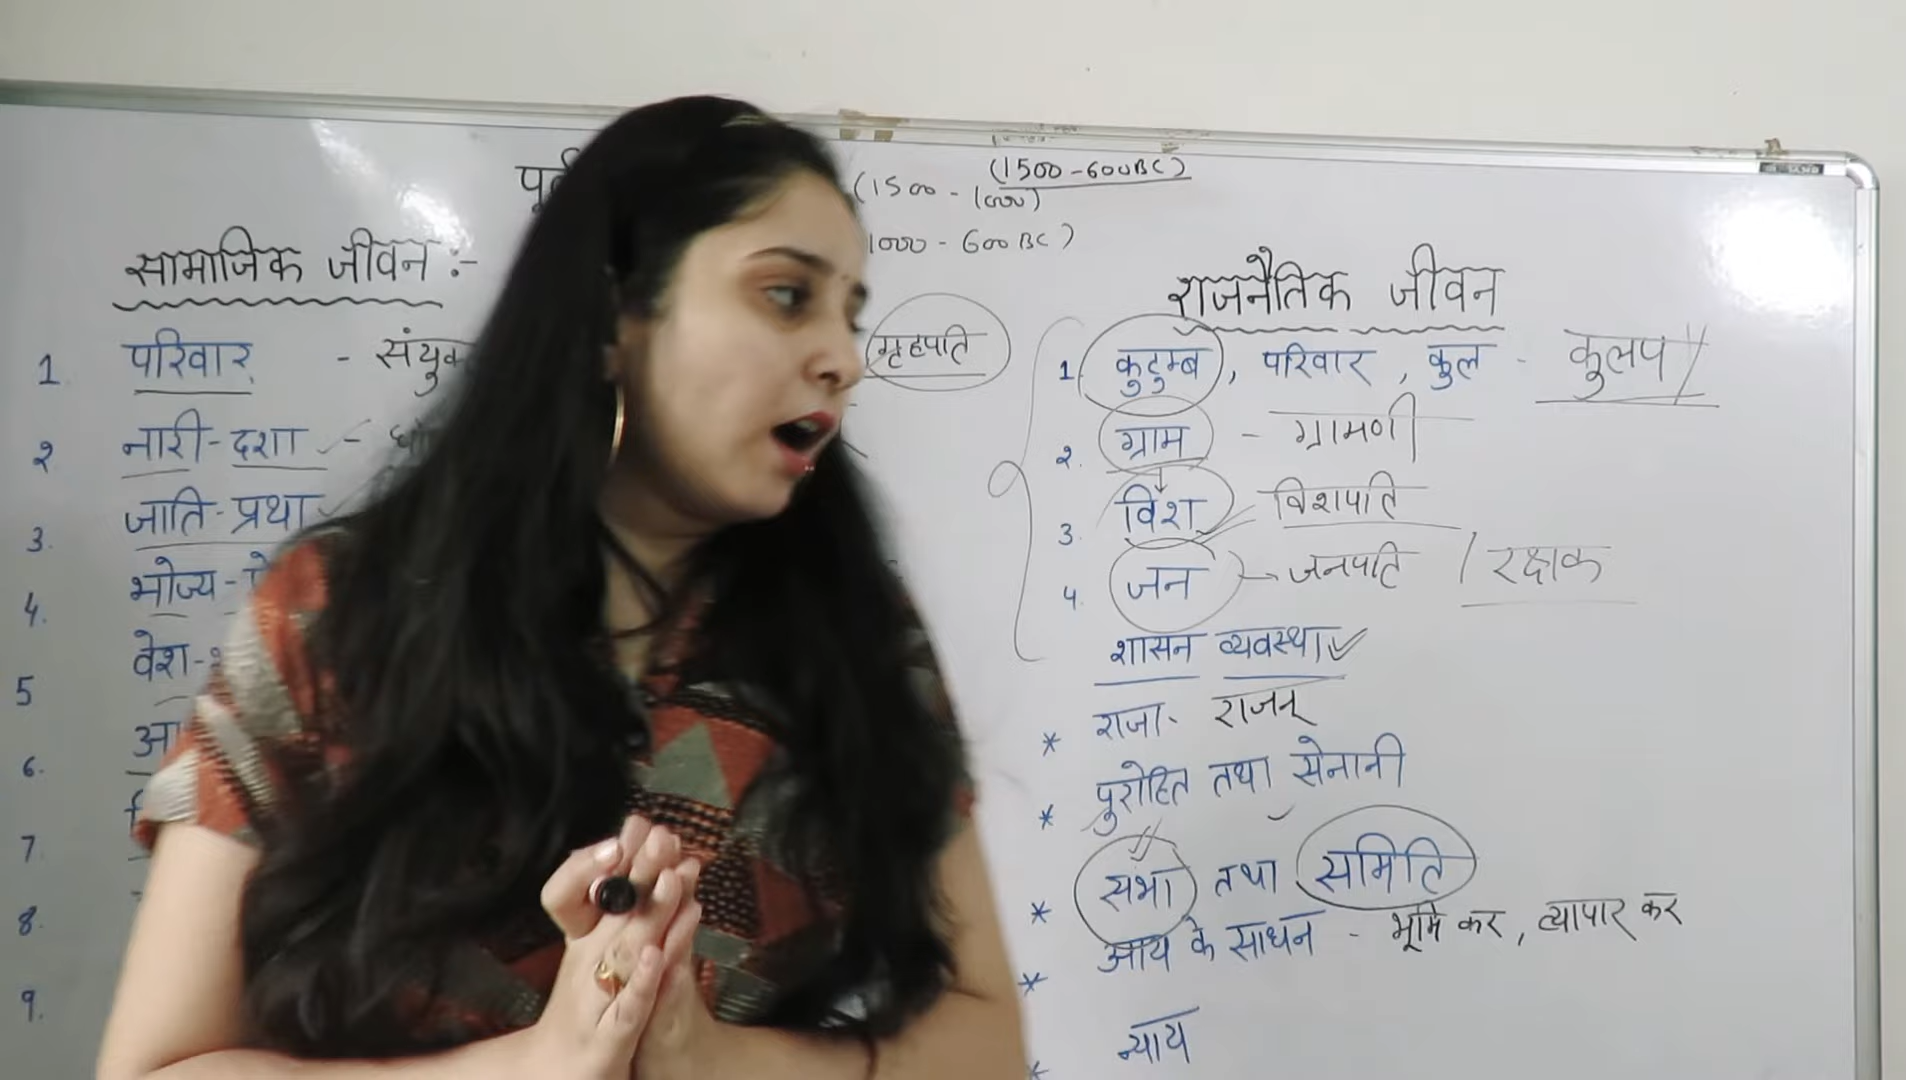 (1500-600BC)
(1500-1000)
1000-600BC)
सामाजिक जीवन :-
1. परिवार - संयुक्त
गृहपति
2 नारी-दशा -
3. जाति-प्रथा
4. भोज्य-
5 वेश-
6.
7.
8.
9.
राजनैतिक जीवन
1. कुटुम्ब, परिवार, कुल - कुलप
2. ग्राम - ग्रामणी
3. विश - विशपति
4. जन - जनपति / रक्षक
शासन व्यवस्था
* राजा - राजन्
* पुरोहित तथा सेनानी
* सभा तथा समिति
* आय के साधन - भूमि कर, व्यापार कर
* न्याय